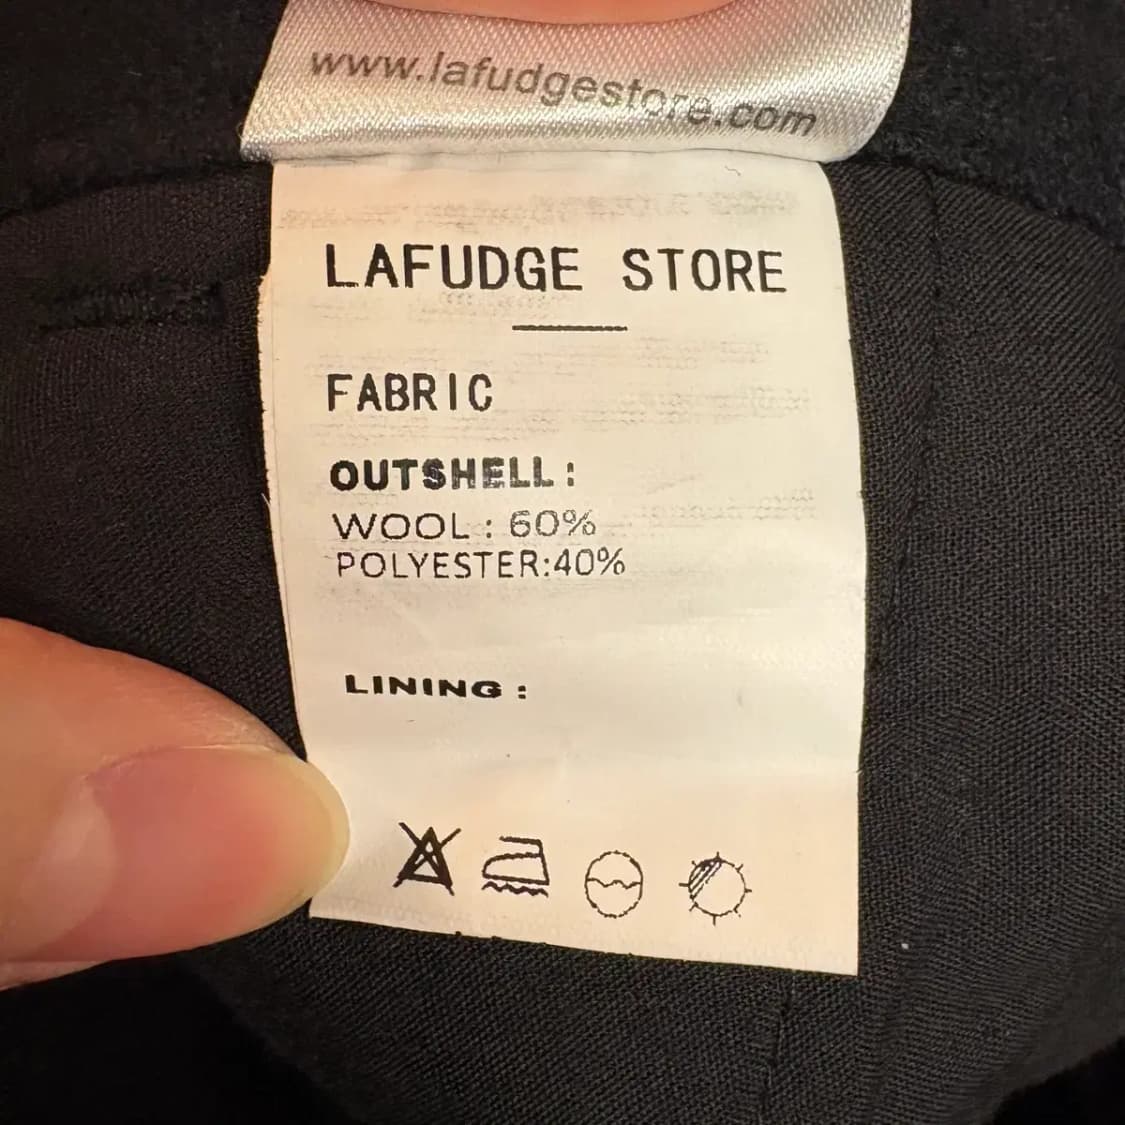 www.lafudgestore.com
LAFUDGE STORE
FABRIC
OUTSHELL:
WOOL: 60%
POLYESTER:40%
LINING: